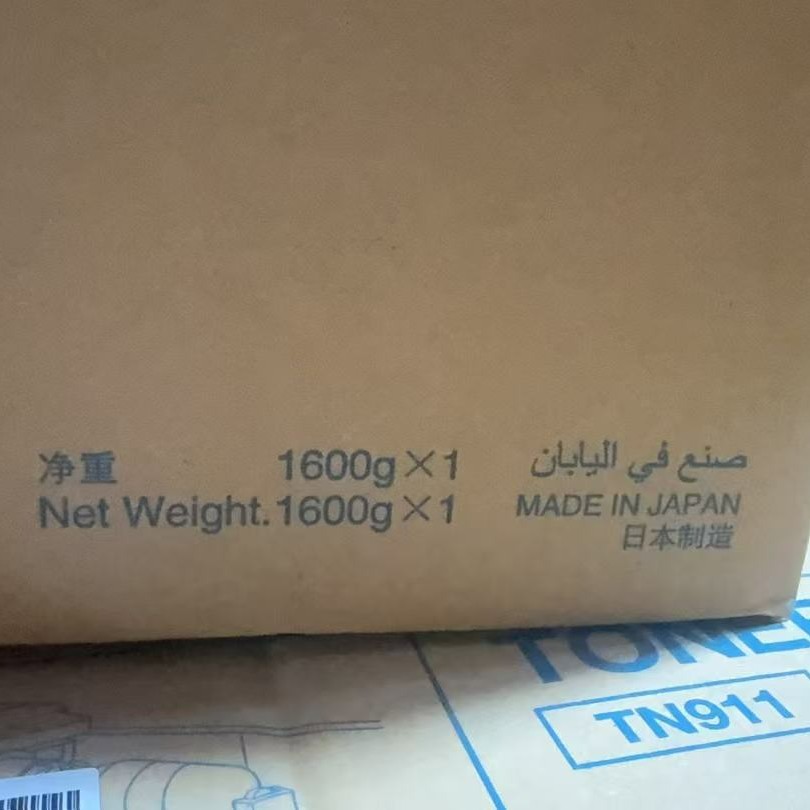 净重 1600g×1
Net Weight. 1600g×1
صنع في اليابان
MADE IN JAPAN
日本制造
TONER
TN911